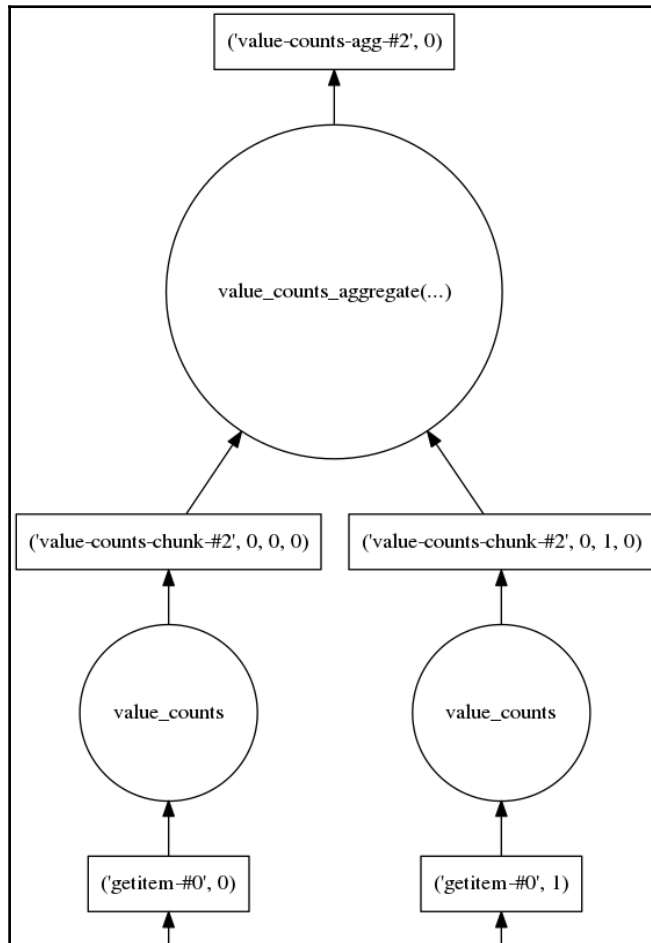 ('value-counts-agg-#2', 0)
value_counts_aggregate(...)
('value-counts-chunk-#2', 0, 0, 0)
('value-counts-chunk-#2', 0, 1, 0)
value_counts
value_counts
('getitem-#0', 0)
('getitem-#0', 1)